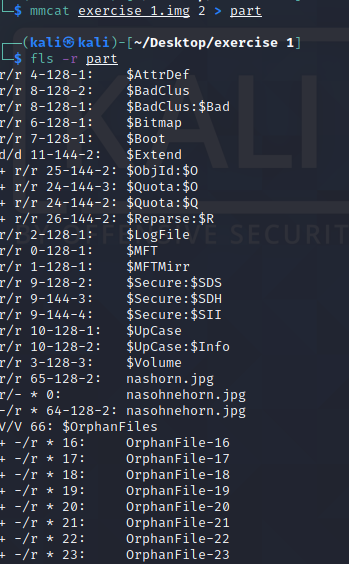 └─$ mmcat exercise_1.img 2 > part
┌──(kali㉿kali)-[~/Desktop/exercise_1]
└─$ fls -r part
r/r 4-128-1: $AttrDef
r/r 8-128-2: $BadClus
r/r 8-128-1: $BadClus:$Bad
r/r 6-128-1: $Bitmap
r/r 7-128-1: $Boot
d/d 11-144-2: $Extend
+ r/r 25-144-2: $ObjId:$O
+ r/r 24-144-3: $Quota:$O
+ r/r 24-144-2: $Quota:$Q
+ r/r 26-144-2: $Reparse:$R
r/r 2-128-1: $LogFile
r/r 0-128-1: $MFT
r/r 1-128-1: $MFTMirr
r/r 9-128-2: $Secure:$SDS
r/r 9-144-3: $Secure:$SDH
r/r 9-144-4: $Secure:$SII
r/r 10-128-1: $UpCase
r/r 10-128-2: $UpCase:$Info
r/r 3-128-3: $Volume
r/r 65-128-2: nashorn.jpg
r/- * 0: nasohnehorn.jpg
-/r * 64-128-2: nasohnehorn.jpg
V/V 66: $OrphanFiles
+ -/r * 16: OrphanFile-16
+ -/r * 17: OrphanFile-17
+ -/r * 18: OrphanFile-18
+ -/r * 19: OrphanFile-19
+ -/r * 20: OrphanFile-20
+ -/r * 21: OrphanFile-21
+ -/r * 22: OrphanFile-22
+ -/r * 23: OrphanFile-23